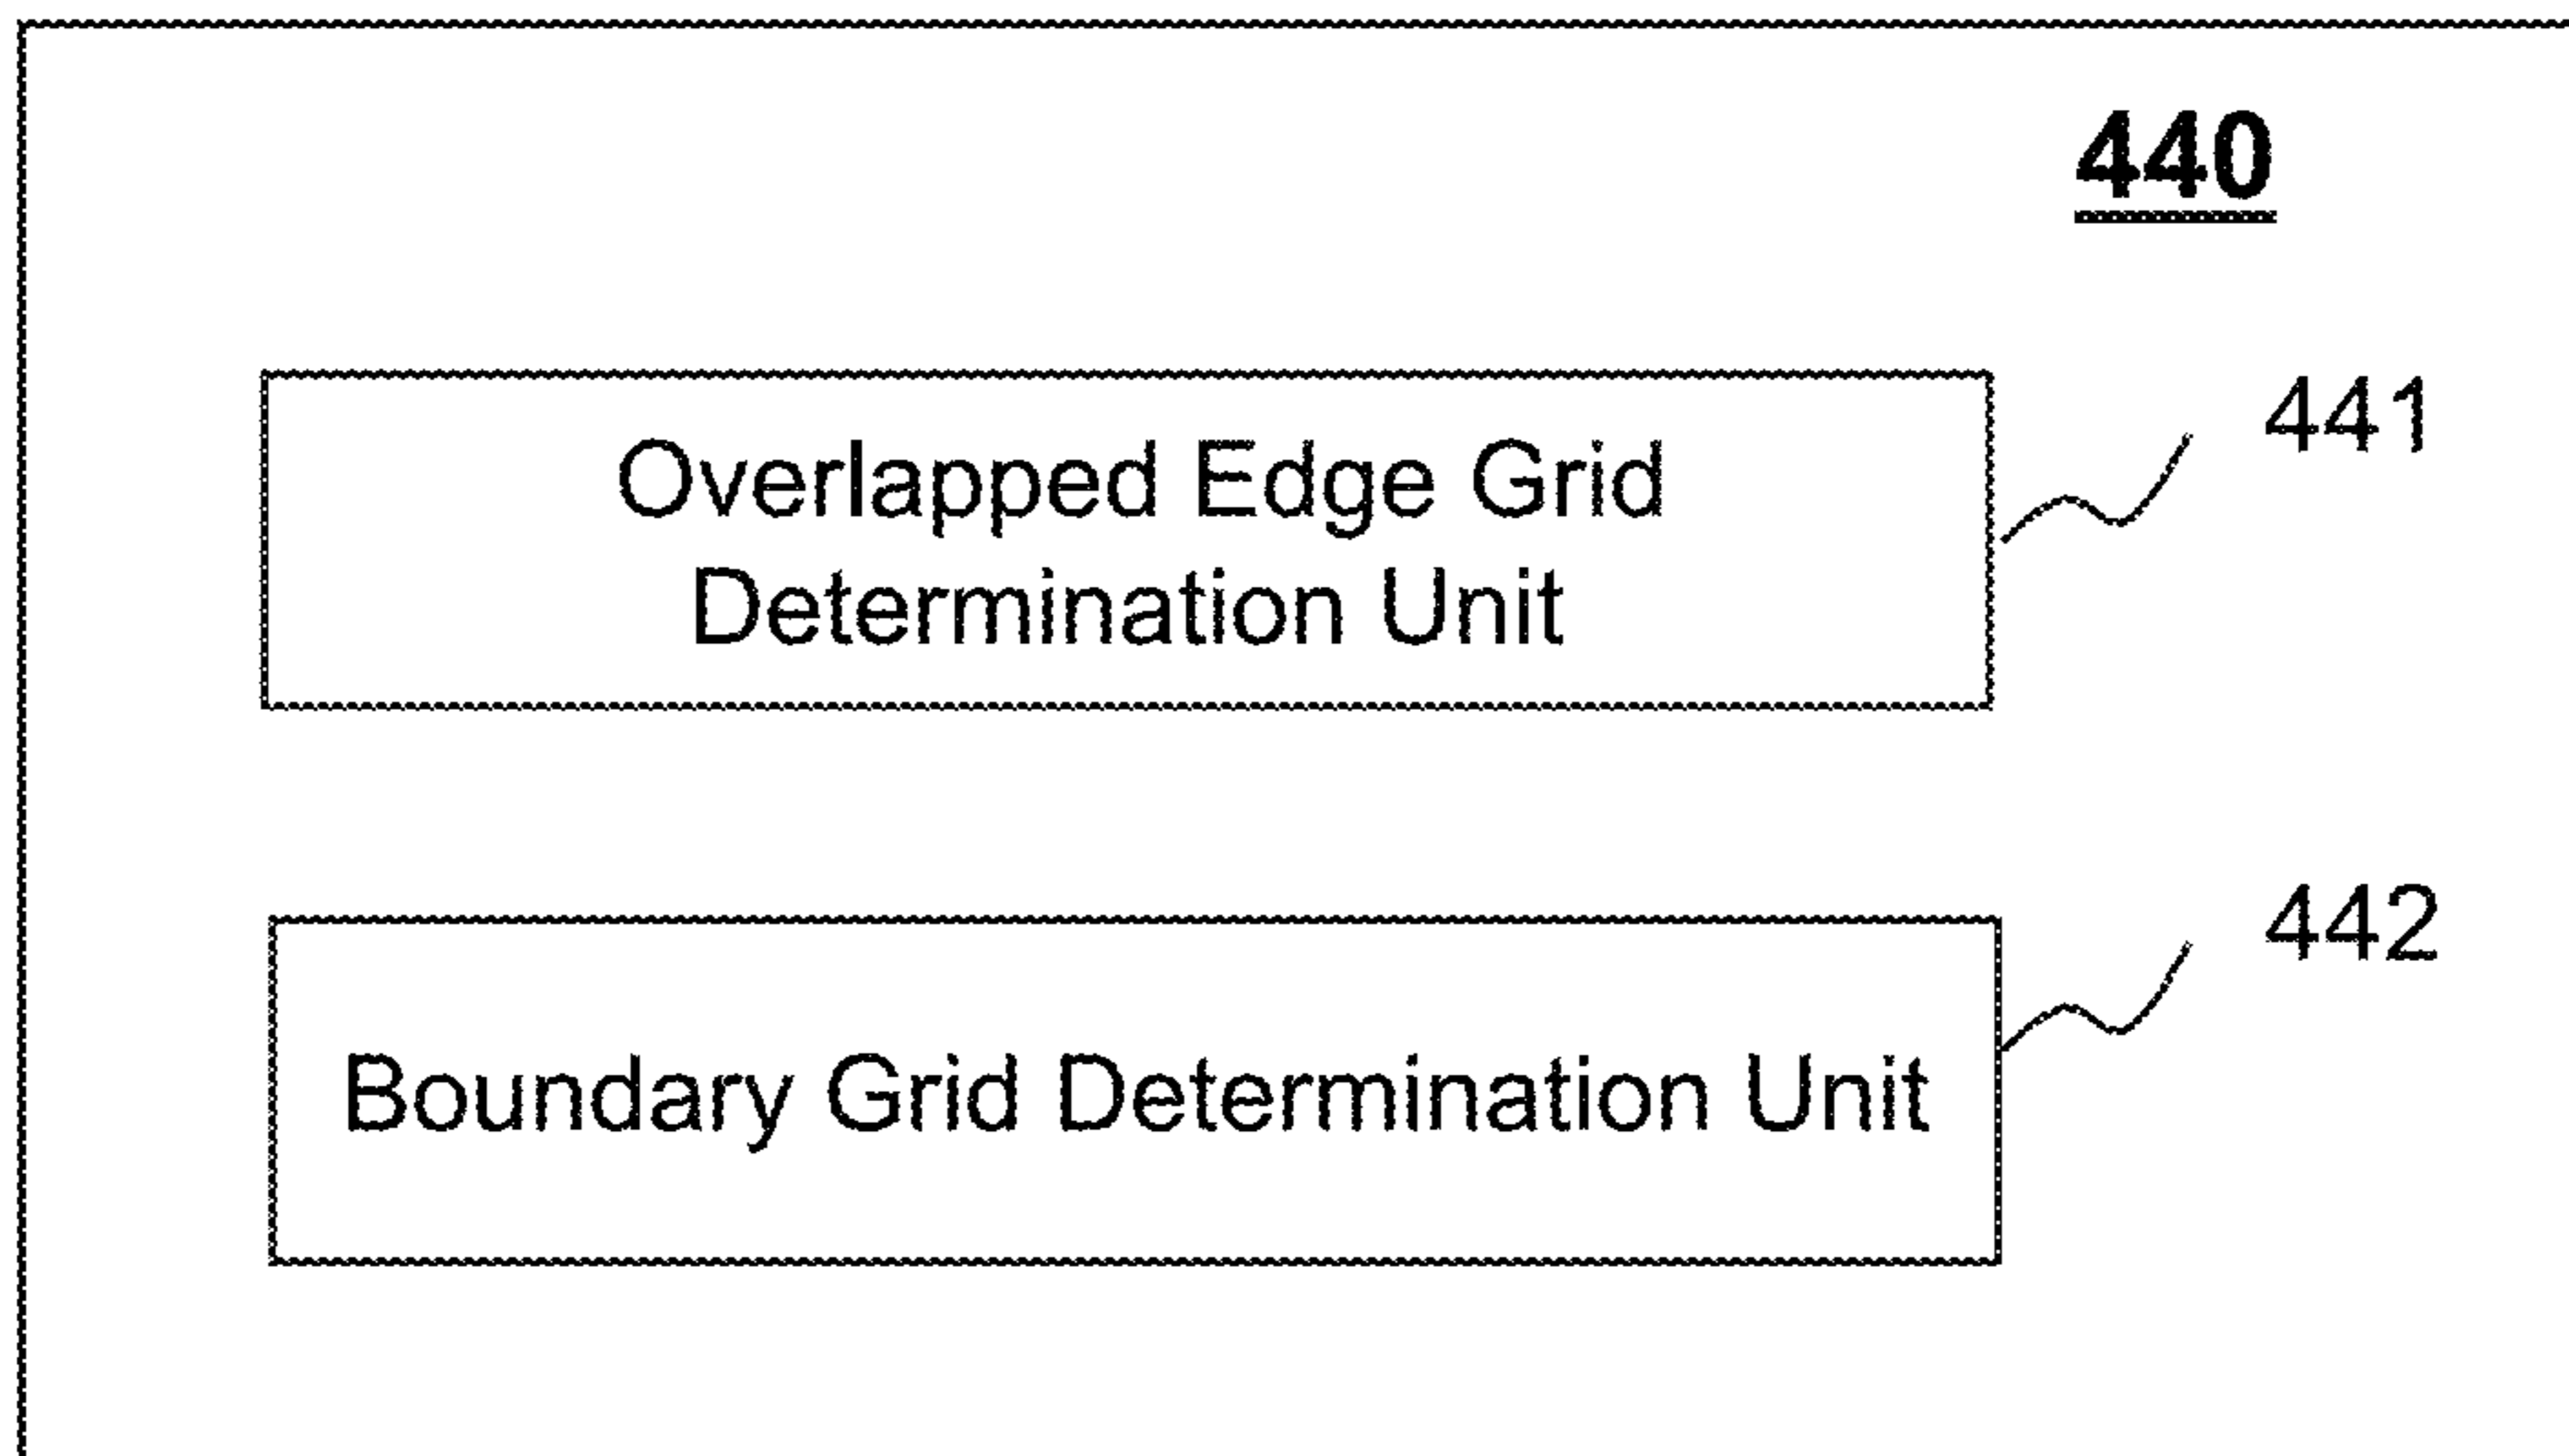 440
Overlapped Edge Grid
441
Determination Unit
442
Boundary Grid Determination Unit